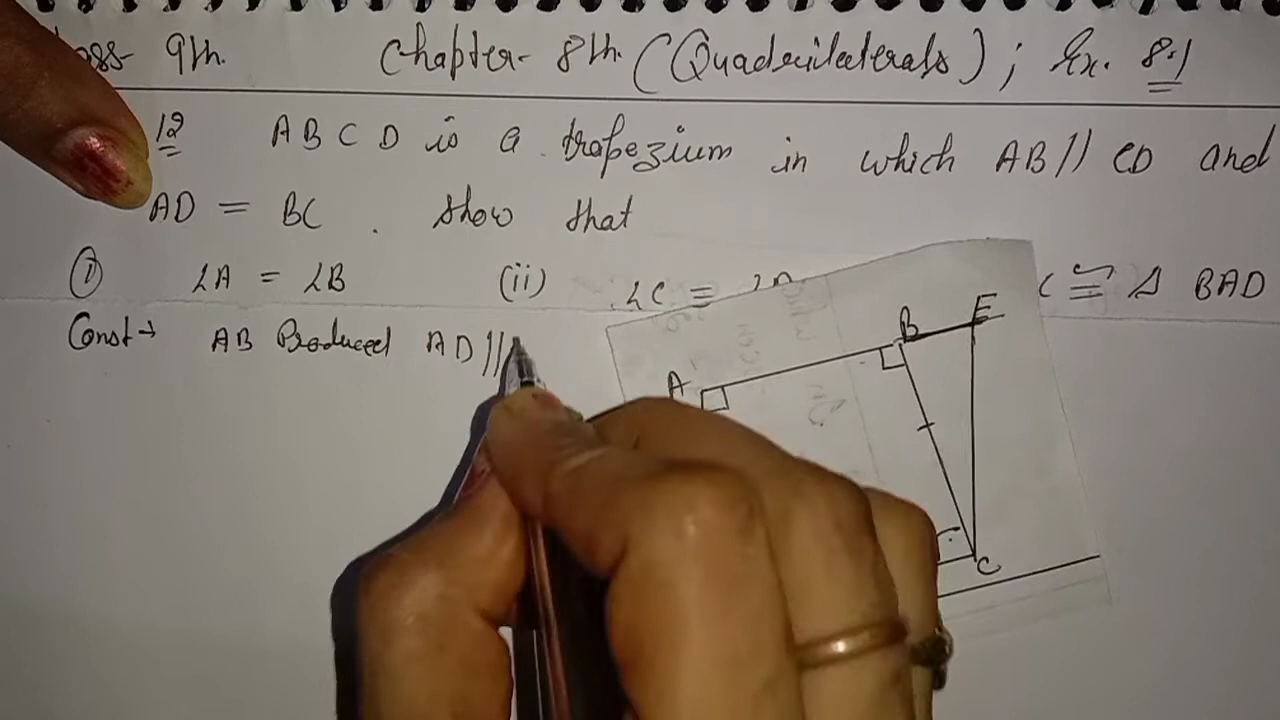 9th. Chapter- 8th. (Quadrilaterals) ; Ex. 8.1
12 ABCD is a trapezium in which AB || CD and
AD = BC . show that
(i) ∠A = ∠B (ii) ∠C = ≅ Δ BAD
Const → AB Produced AD ||
A B E
C